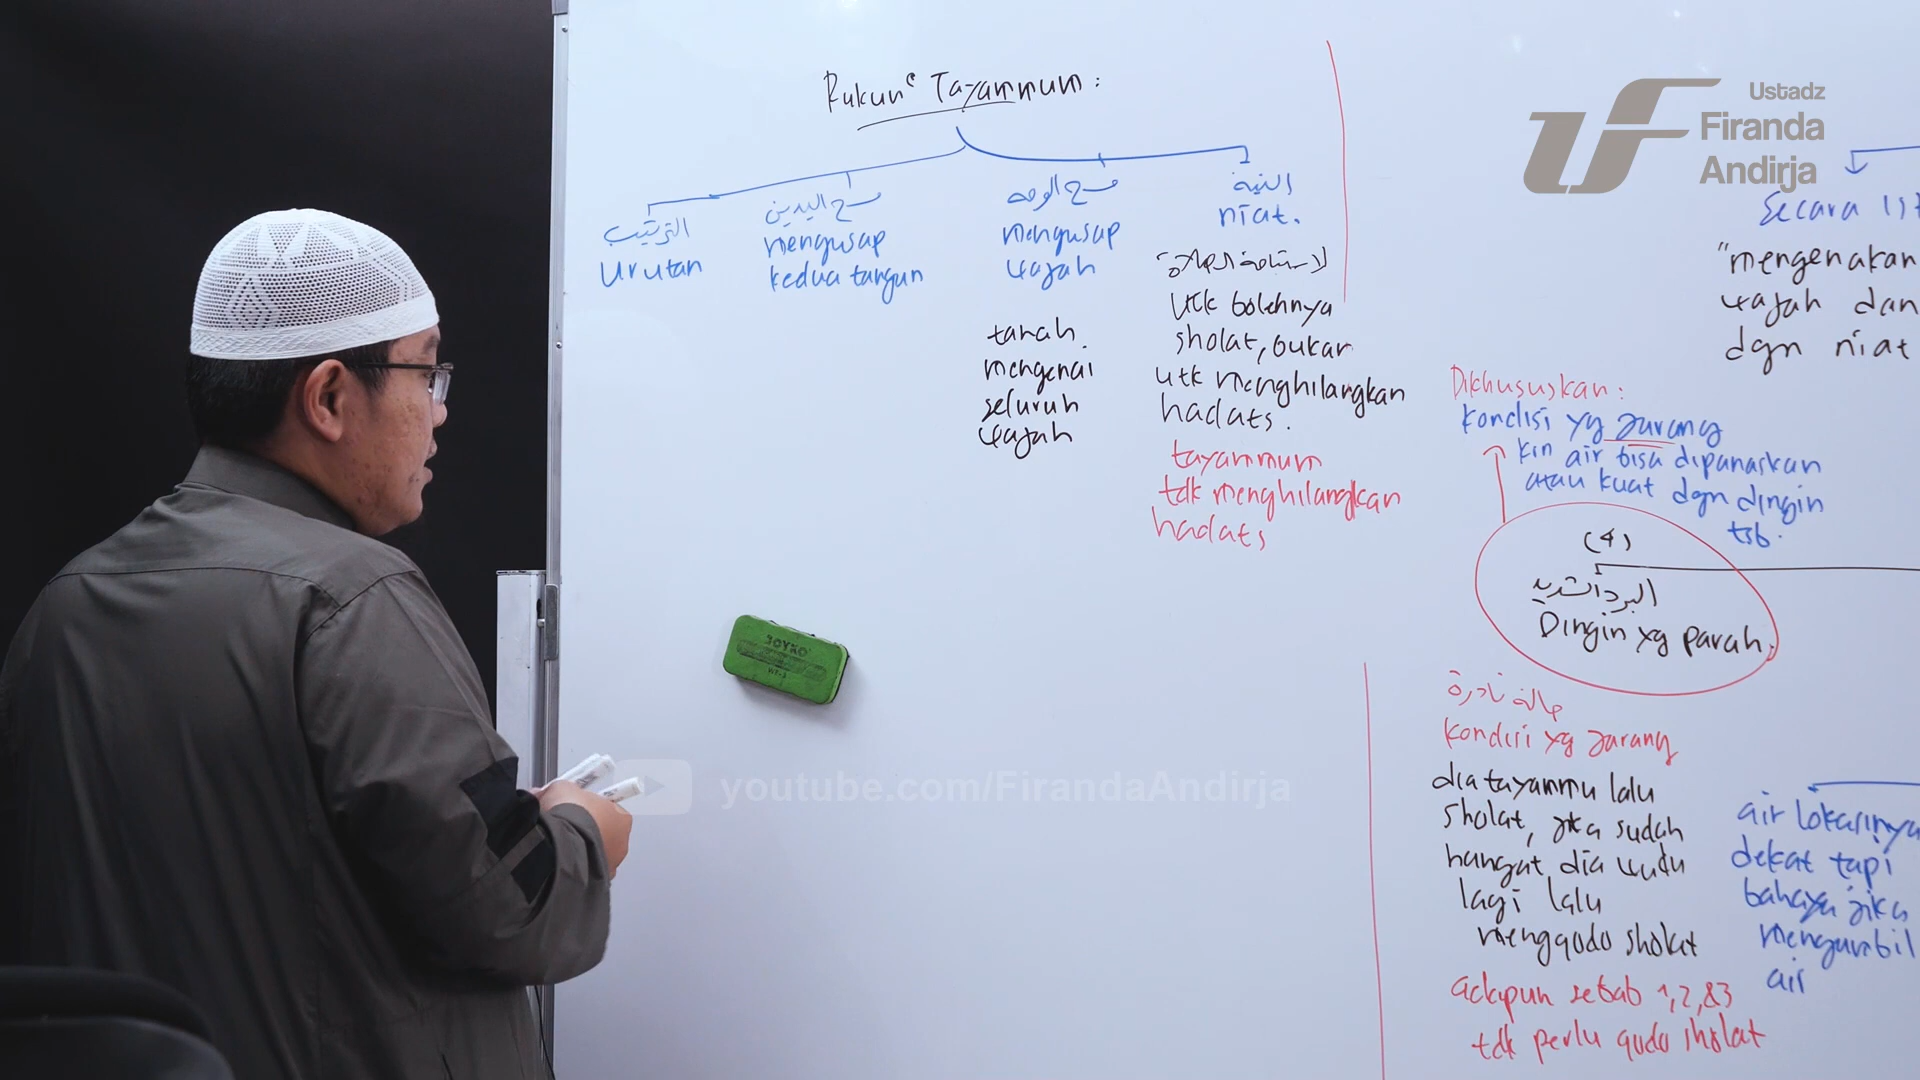 Rukun² Tayammum :
النية
niat.
لاستباحة الصلاة
utk bolehnya
sholat, bukan
utk menghilangkan
hadats.
tayammum
tdk menghilangkan
hadats
مسح الوجه
mengusap
wajah
tanah
mengenai
seluruh
wajah
مسح اليدين
mengusap
kedua tangan
الترتيب
Urutan
Ustadz
Firanda
Andirja
Secara
"mengenakan
wajah dan
dgn niat
Dikhususkan :
kondisi yg jarang
krn air bisa dipanaskan
atau kuat dgn dingin
tsb.
(4)
البرد الشديد
Dingin yg parah.
حالة نادرة
kondisi yg jarang
dia tayammu lalu
sholat, jika sudah
hangat dia wudu
lagi lalu
mengqodo sholat
adapun sebab 1,2,&3
tdk perlu qodo sholat
air lokasinya
dekat tapi
bahaya jika
mengambil
air
JOYKO
youtube.com/FirandaAndirja